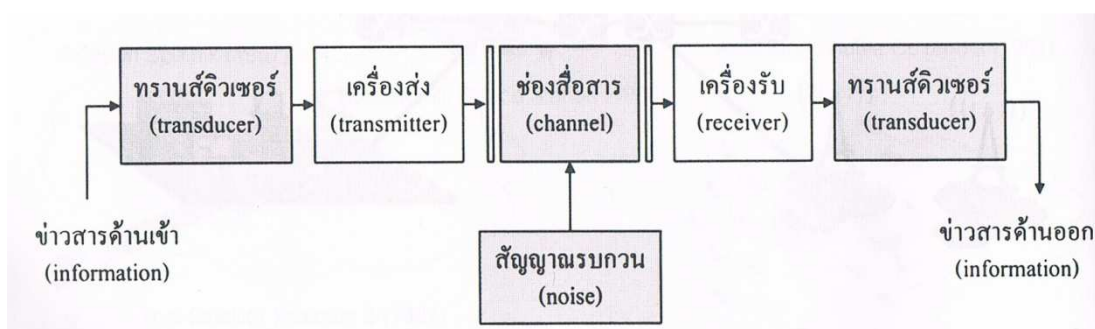 ทรานส์ดิวเซอร์
(transducer)
เครื่องส่ง
(transmitter)
ช่องสื่อสาร
(channel)
เครื่องรับ
(receiver)
ทรานส์ดิวเซอร์
(transducer)
ข่าวสารด้านเข้า
(information)
สัญญาณรบกวน
(noise)
ข่าวสารด้านออก
(information)